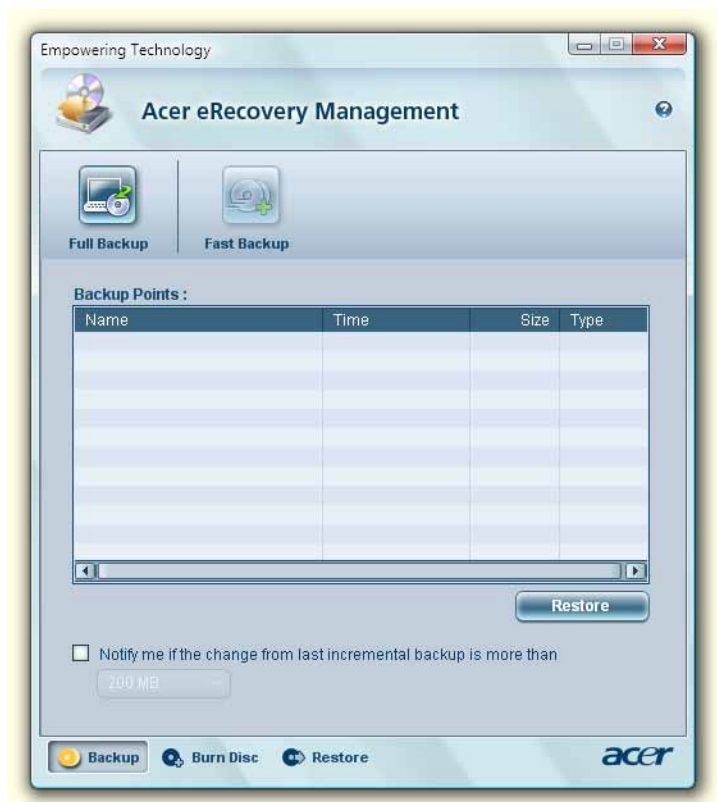 Empowering Technology
Acer eRecovery Management
Full Backup
Fast Backup
Backup Points :
Name Time Size Type
Restore
Notify me if the change from last incremental backup is more than
200 MB
Backup Burn Disc Restore acer